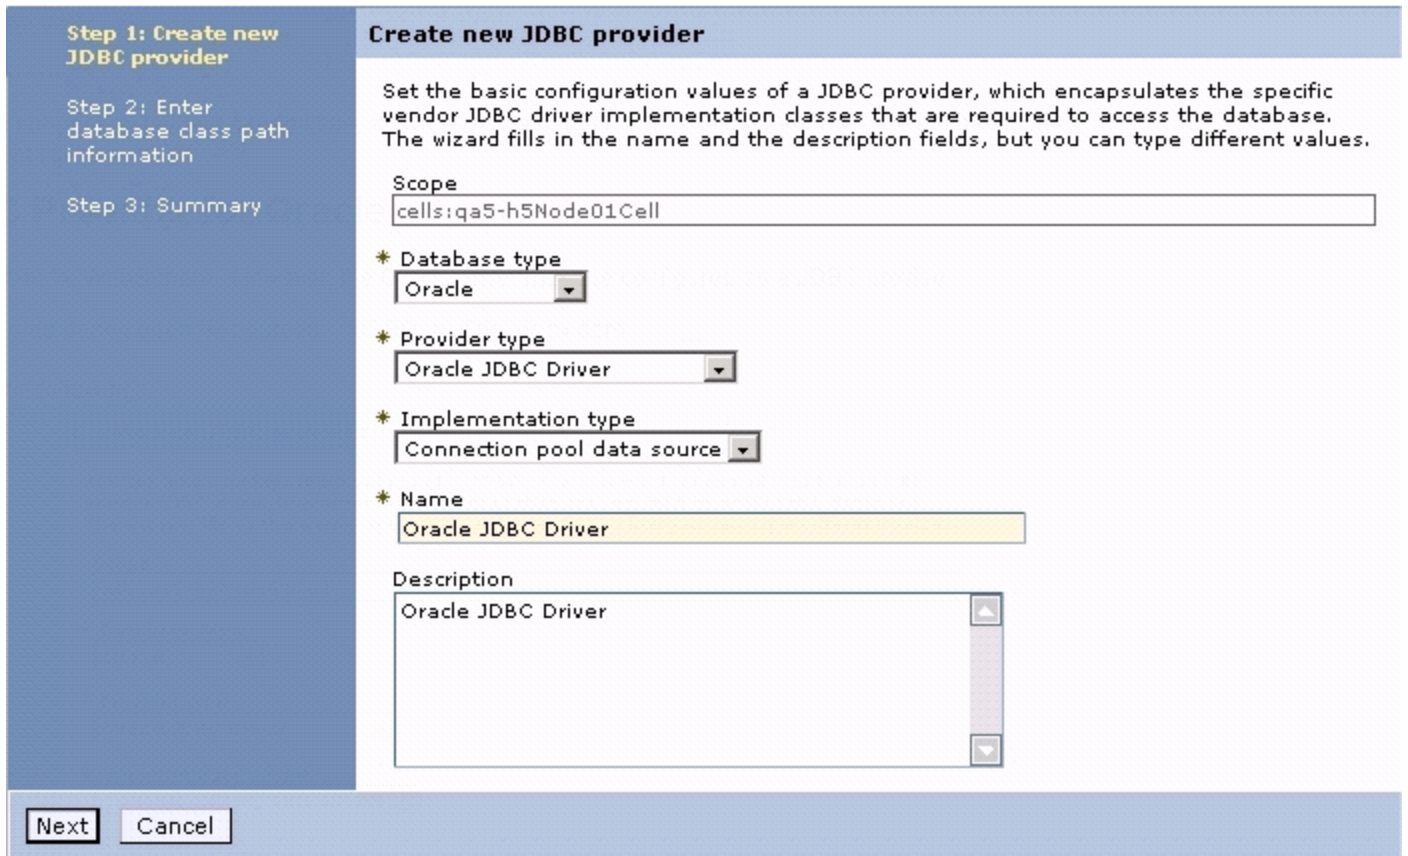 Step 1: Create new
JDBC provider
Step 2: Enter
database class path
information
Step 3: Summary
Create new JDBC provider
Set the basic configuration values of a JDBC provider, which encapsulates the specific
vendor JDBC driver implementation classes that are required to access the database.
The wizard fills in the name and the description fields, but you can type different values.
Scope
cells:qa5-h5Node01Cell
* Database type
Oracle
* Provider type
Oracle JDBC Driver
* Implementation type
Connection pool data source
* Name
Oracle JDBC Driver
Description
Oracle JDBC Driver
Next Cancel